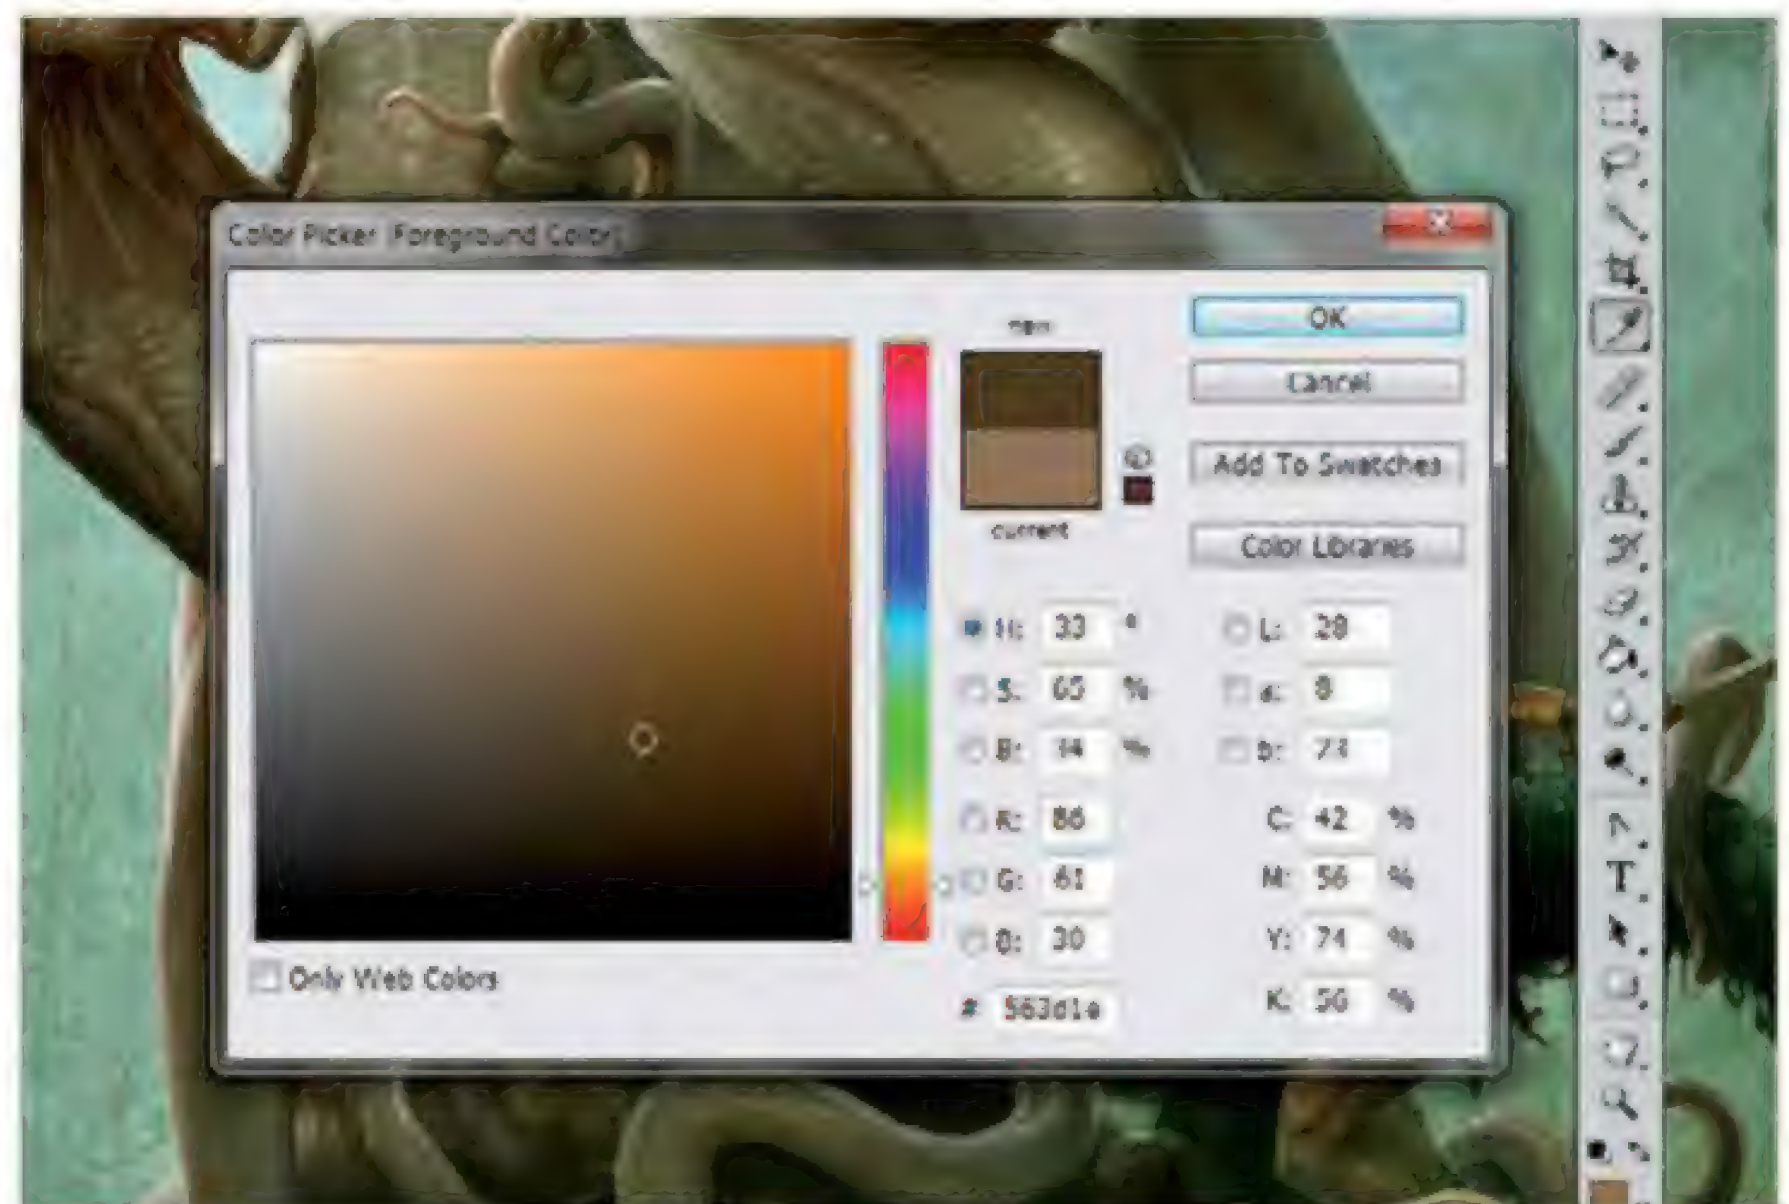 Color Picker (Foreground Color)
new
current
OK
Cancel
Add To Swatches
Color Libraries
H: 33 °
S: 65 %
B: 34 %
R: 86
G: 61
B: 30
# 563d1e
L: 28
a: 8
b:
C: 42 %
M: 56 %
Y: 74 %
K: 56 %
Only Web Colors
T